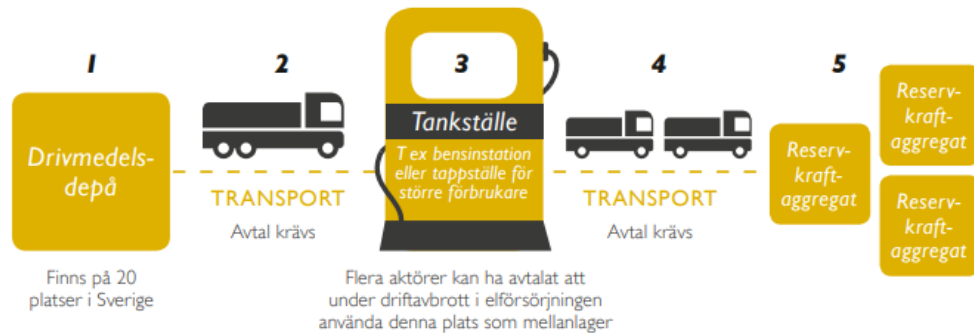 1
2
3
4
5
Drivmedels-
depå
TRANSPORT
Avtal krävs
Tankställe
T ex bensinstation
eller tappställe för
större förbrukare
TRANSPORT
Avtal krävs
Reserv-
kraft-
aggregat
Reserv-
kraft-
aggregat
Reserv-
kraft-
aggregat
Finns på 20
platser i Sverige
Flera aktörer kan ha avtalat att
under driftavbrott i elförsörjningen
använda denna plats som mellanlager